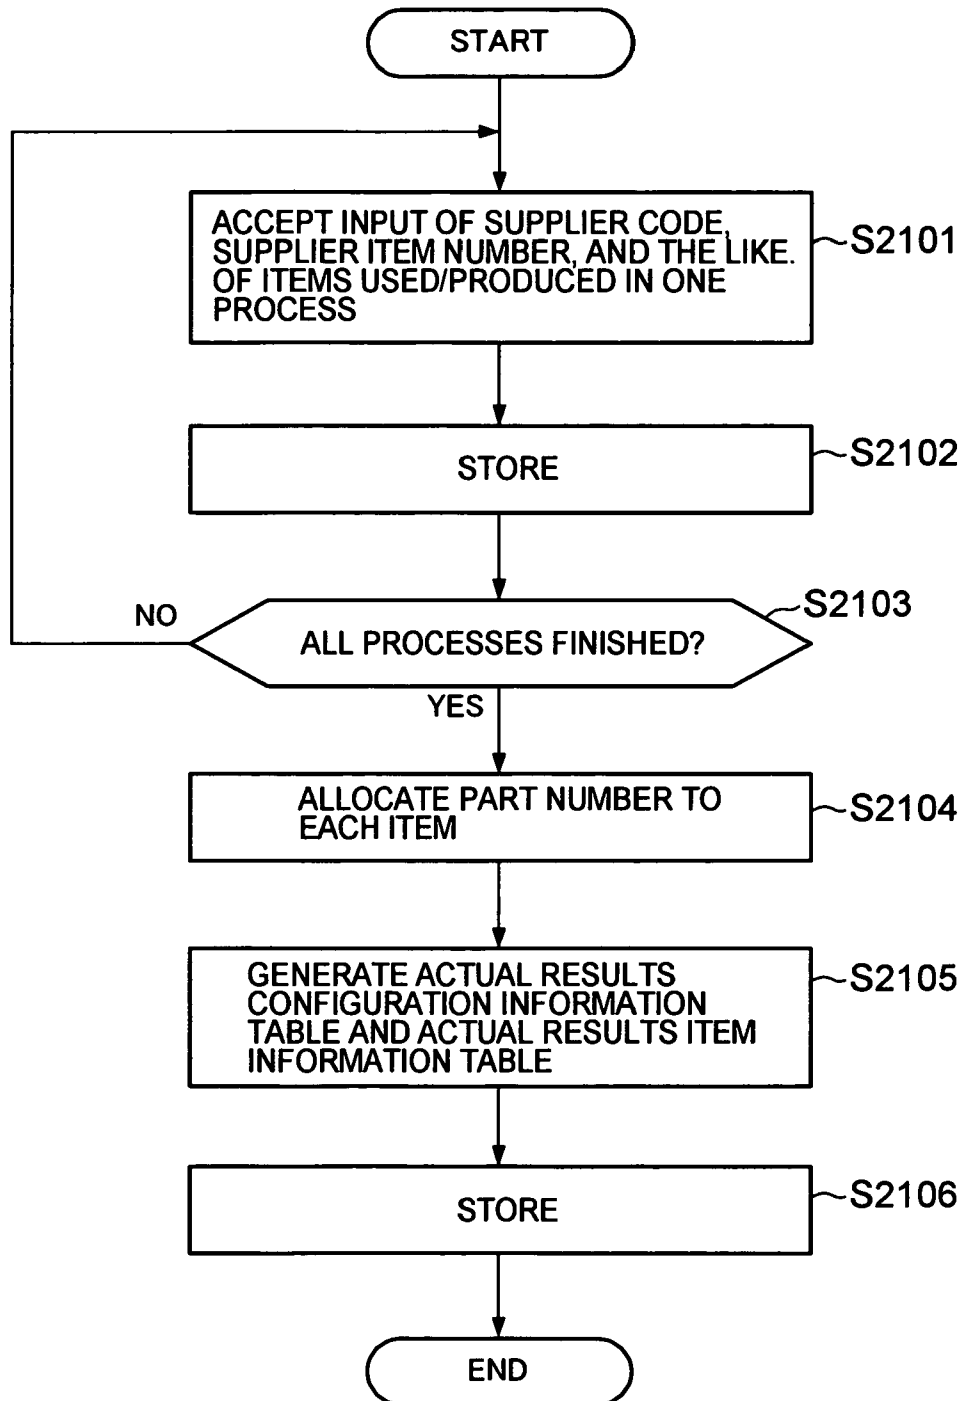 START
ACCEPT INPUT OF SUPPLIER CODE,
SUPPLIER ITEM NUMBER, AND THE LIKE.
OF ITEMS USED/PRODUCED IN ONE
PROCESS
S2101
STORE
S2102
NO
ALL PROCESSES FINISHED?
S2103
YES
ALLOCATE PART NUMBER TO
EACH ITEM
S2104
GENERATE ACTUAL RESULTS
CONFIGURATION INFORMATION
TABLE AND ACTUAL RESULTS ITEM
INFORMATION TABLE
S2105
STORE
S2106
END